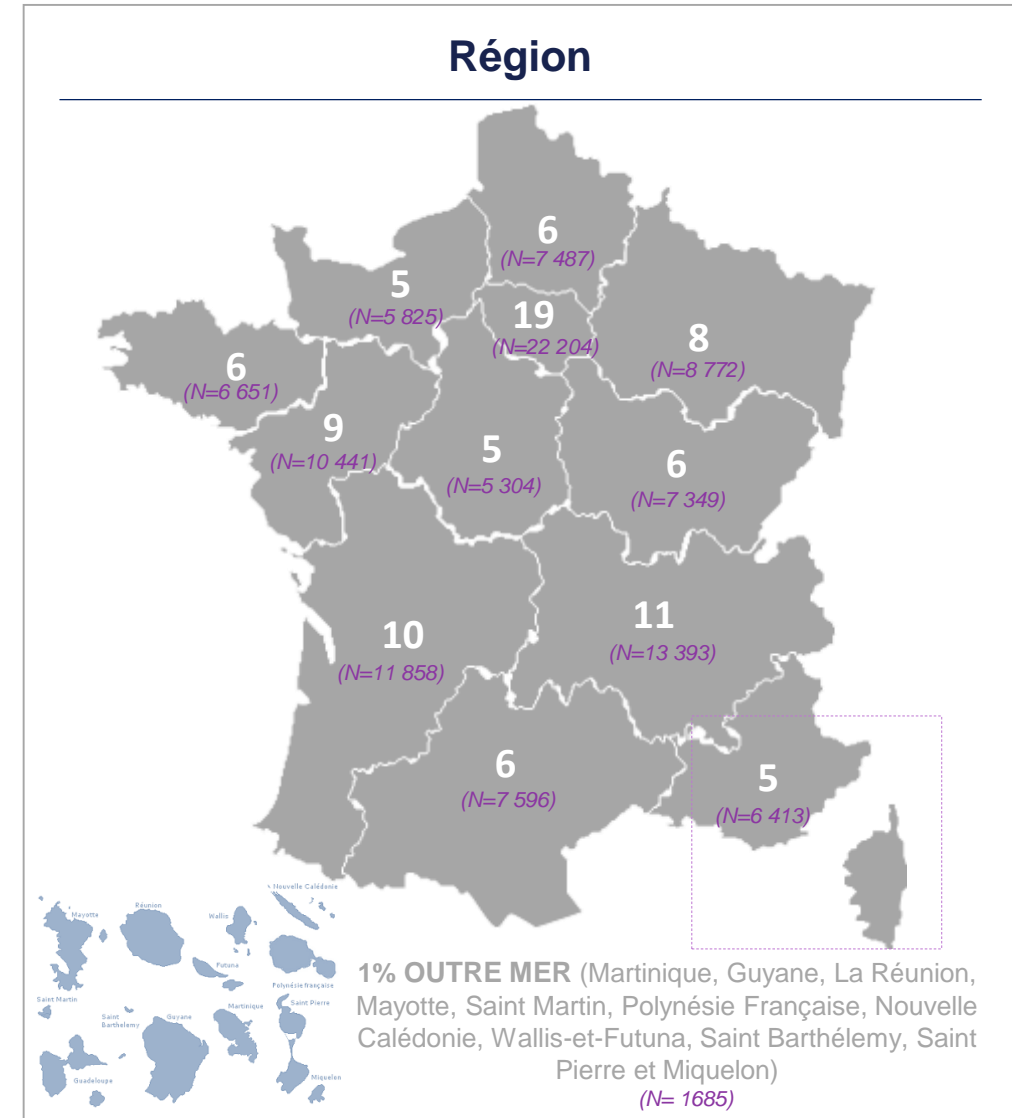 Région
6
(N=7 487)
5
(N=5 825)
19
(N=22 204)
8
(N=8 772)
6
(N=6 651)
9
(N=10 441)
5
(N=5 304)
6
(N=7 349)
10
(N=11 858)
11
(N=13 393)
6
(N=7 596)
5
(N=6 413)
Nouvelle Calédonie
Mayotte
Réunion
Wallis
Futuna
Polynésie française
Saint Martin
Saint
Barthélemy
Guyane
Martinique
Saint Pierre
Guadeloupe
Miquelon
1% OUTRE MER (Martinique, Guyane, La Réunion,
Mayotte, Saint Martin, Polynésie Française, Nouvelle
Calédonie, Wallis-et-Futuna, Saint Barthélemy, Saint
Pierre et Miquelon)
(N= 1685)